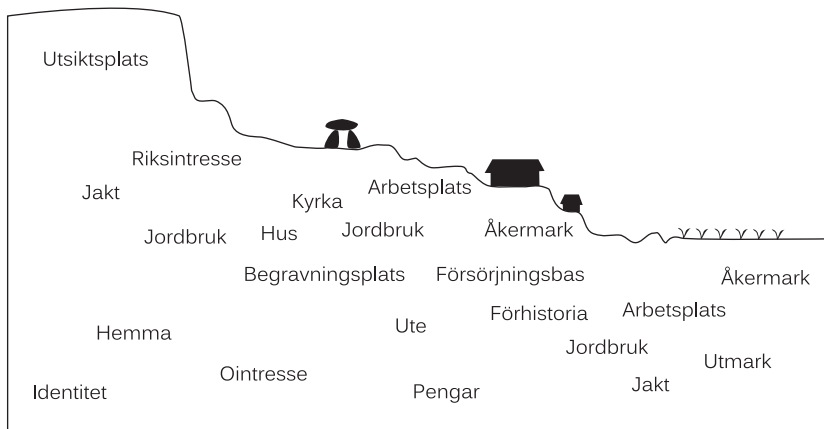 Utsiktsplats
Riksintresse
Jakt
Arbetsplats
Kyrka
Jordbruk
Hus
Jordbruk
Åkermark
Begravningsplats
Försörjningsbas
Åkermark
Förhistoria
Arbetsplats
Hemma
Ute
Jordbruk
Utmark
Ointresse
Identitet
Pengar
Jakt